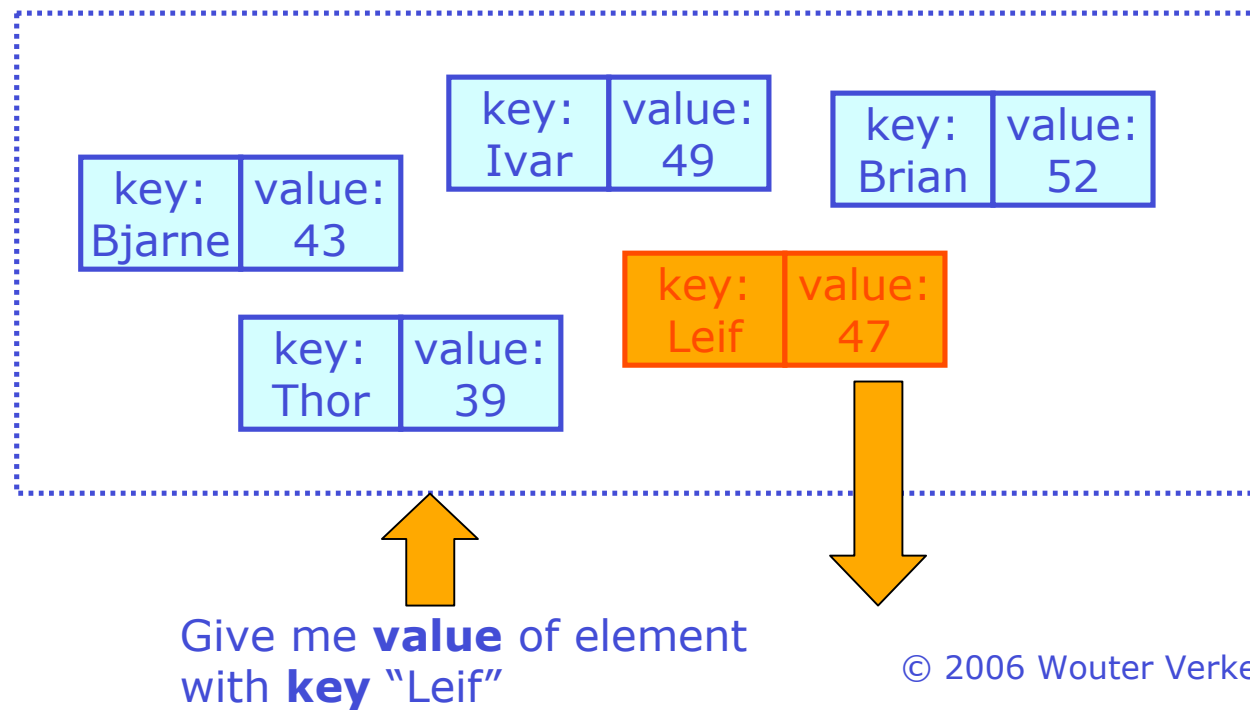 key: value:
Ivar 49
key: value:
Brian 52
key: value:
Bjarne 43
key: value:
Leif 47
key: value:
Thor 39
Give me value of element
with key “Leif”
© 2006 Wouter